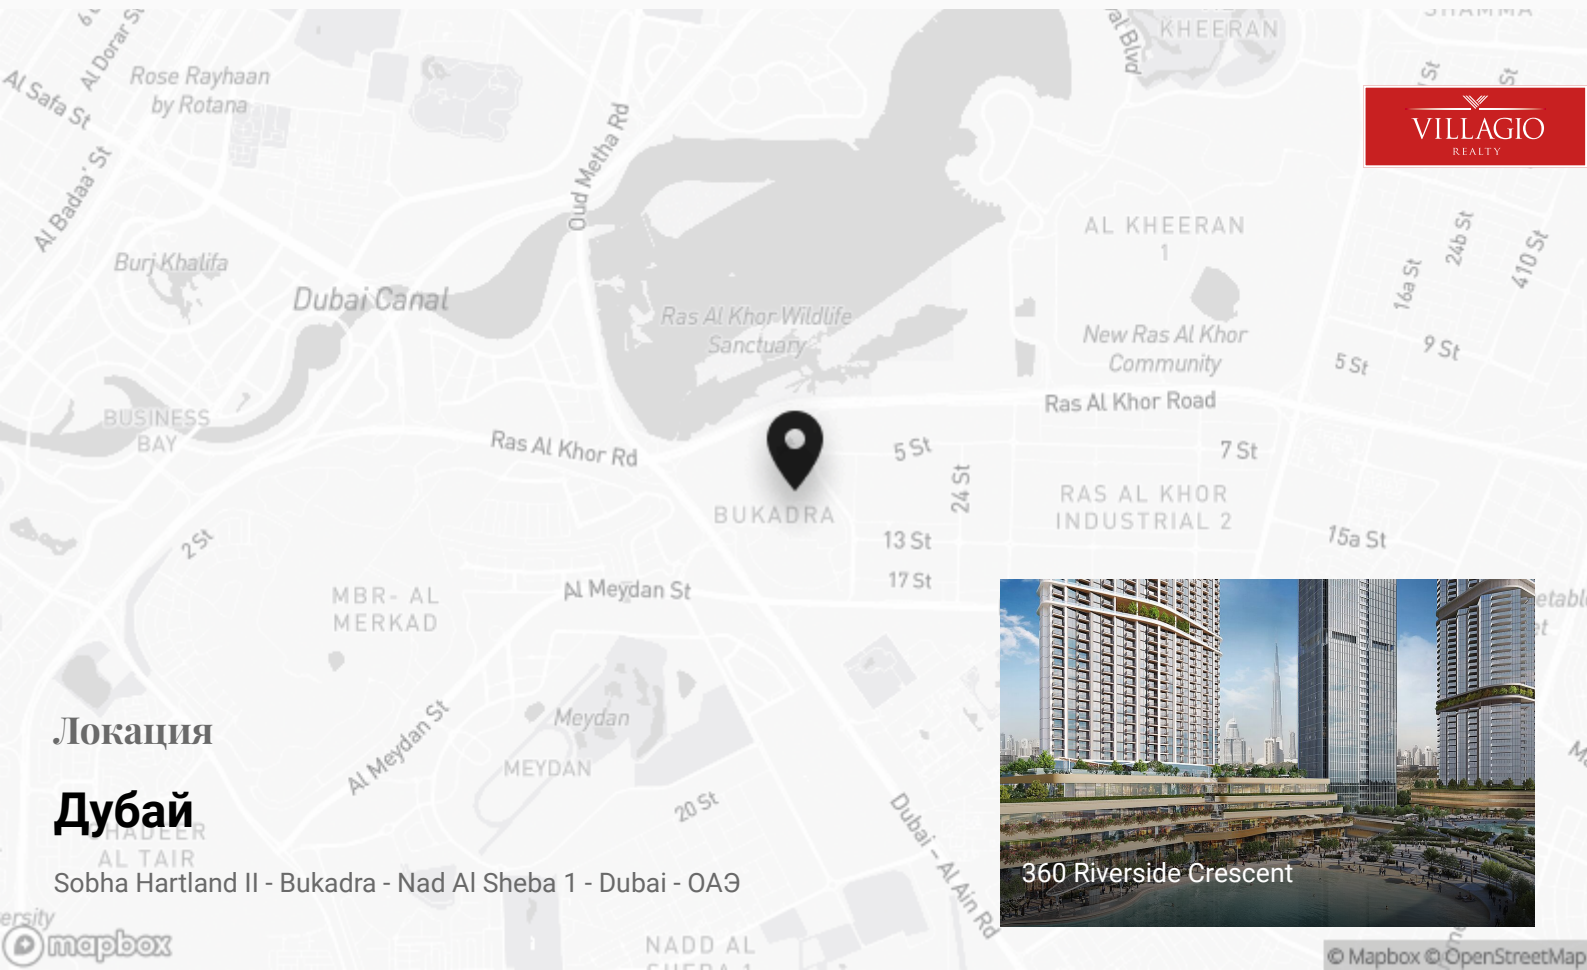 KHEERAN
Al Dorar St
Rose Rayhaan
by Rotana
Al Safa St
VILLAGIO
REALTY
Oud Metha Rd
Al Badaa' St
AL KHEERAN
1
24b St
410 St
16a St
Burj Khalifa
Dubai Canal
Ras Al Khor Wildlife
Sanctuary
New Ras Al Khor
Community
9 St
5 St
Ras Al Khor Road
BUSINESS
BAY
Ras Al Khor Rd
5 St
7 St
24 St
RAS AL KHOR
INDUSTRIAL 2
BUKADRA
2 St
13 St
15a St
17 St
Al Meydan St
MBR- AL
MERKAD
Meydan
MEYDAN
Al Meydan St
20 St
Dubai – Al Ain Rd
Локация
Дубай
HADEER
AL TAIR
Sobha Hartland II - Bukadra - Nad Al Sheba 1 - Dubai - ОАЭ
360 Riverside Crescent
mapbox
NADD AL
© Mapbox © OpenStreetMap